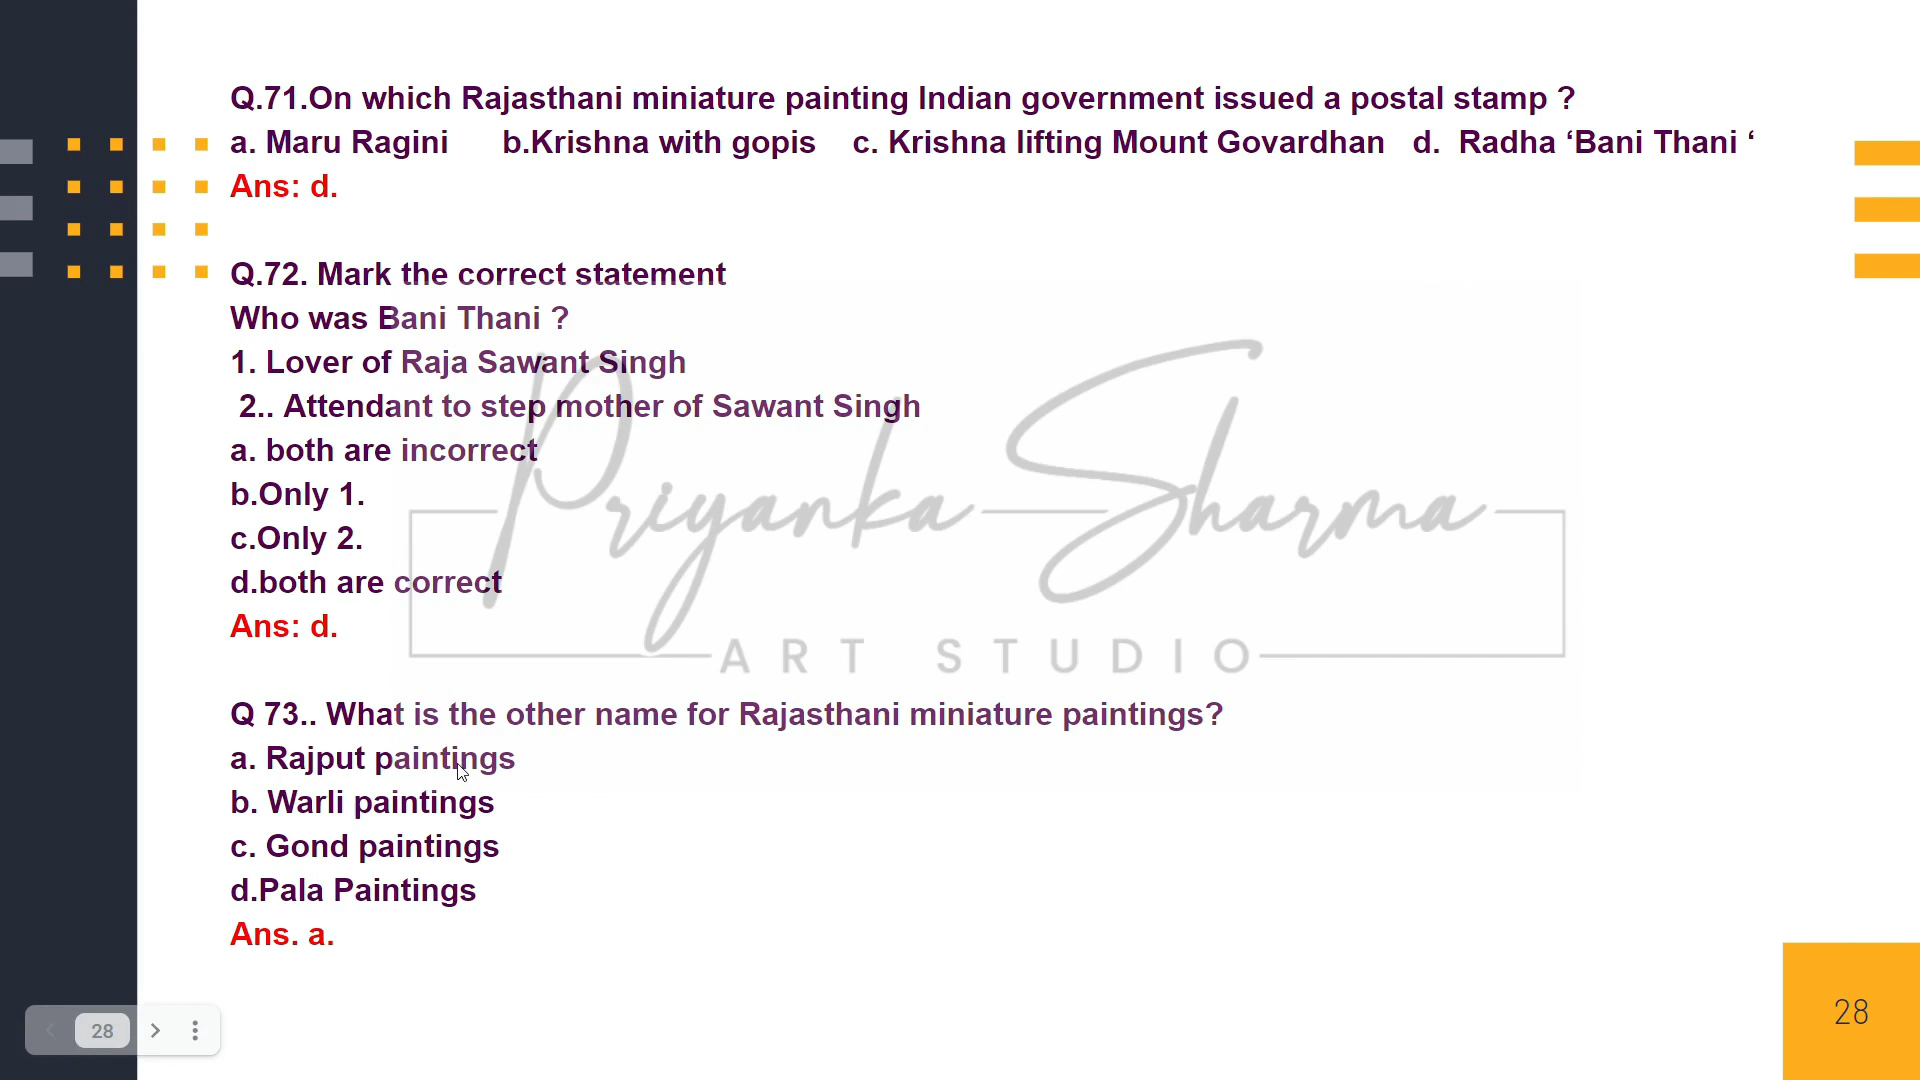 Q.71.On which Rajasthani miniature painting Indian government issued a postal stamp ?
a. Maru Ragini b.Krishna with gopis c. Krishna lifting Mount Govardhan d. Radha ‘Bani Thani ‘
Ans: d.
Q.72. Mark the correct statement
Who was Bani Thani ?
1. Lover of Raja Sawant Singh
2.. Attendant to step mother of Sawant Singh
a. both are incorrect
b.Only 1.
c.Only 2.
d.both are correct
Ans: d.
Priyanka Sharma
ART STUDIO
Q 73.. What is the other name for Rajasthani miniature paintings?
a. Rajput paintings
b. Warli paintings
c. Gond paintings
d.Pala Paintings
Ans. a.
28
28